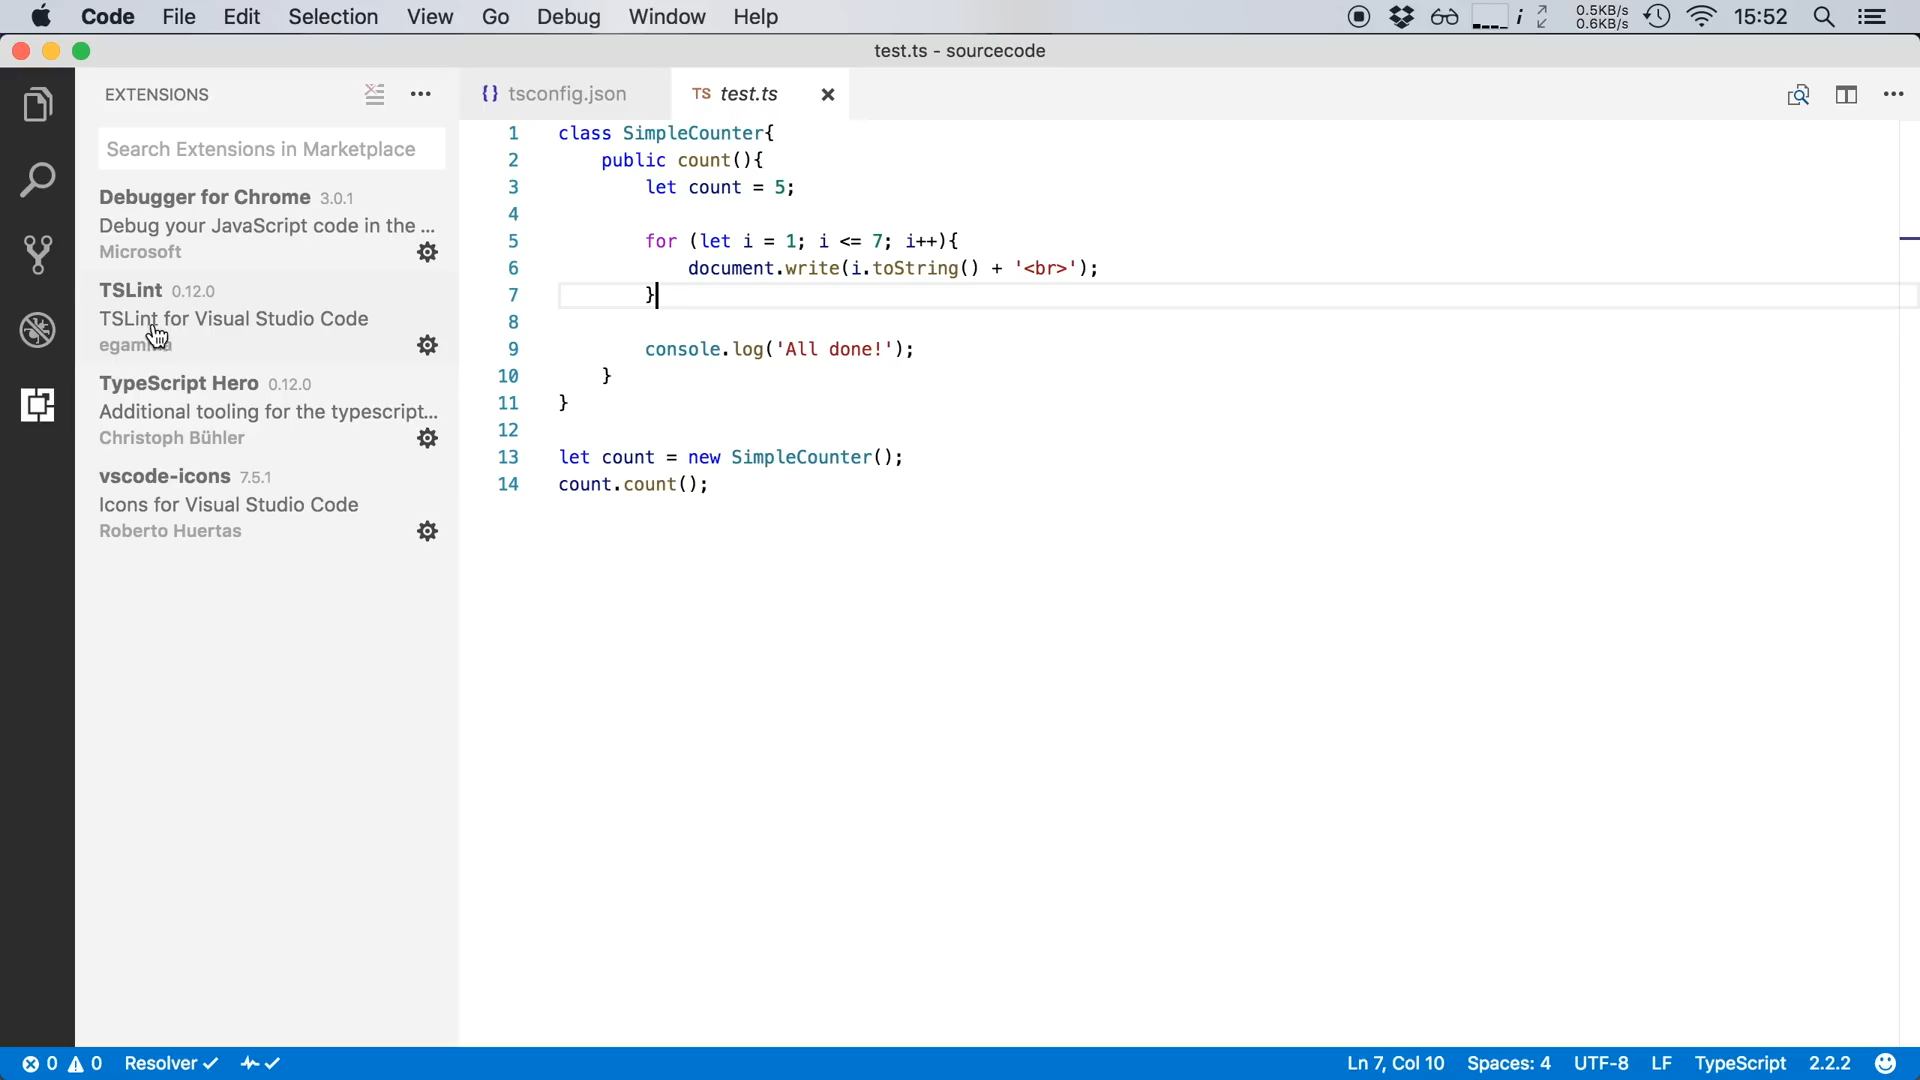 Code File Edit Selection View Go Debug Window Help
0.5KB/s
0.6KB/s
15:52
test.ts - sourcecode
EXTENSIONS
Search Extensions in Marketplace
Debugger for Chrome 3.0.1
Debug your JavaScript code in the ...
Microsoft
TSLint 0.12.0
TSLint for Visual Studio Code
TypeScript Hero 0.12.0
Additional tooling for the typescript...
Christoph Bühler
vscode-icons 7.5.1
Icons for Visual Studio Code
Roberto Huertas
{} tsconfig.json
TS test.ts
1 class SimpleCounter{
2 public count(){
3 let count = 5;
4
5 for (let i = 1; i <= 7; i++){
6 document.write(i.toString() + '<br>');
7 }
8
9 console.log('All done!');
10 }
11 }
12
13 let count = new SimpleCounter();
14 count.count();
0 0 Resolver
Ln 7, Col 10 Spaces: 4 UTF-8 LF TypeScript 2.2.2